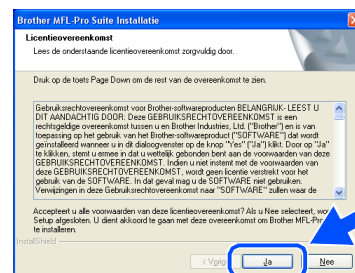 Brother MFL-Pro Suite Installatie
Licentieovereenkomst
Lees de onderstaande licentieovereenkomst zorgvuldig door.
Druk op de toets Page Down om de rest van de overeenkomst te zien.
Gebruiksrechtovereenkomst voor Brother-softwareproducten BELANGRIJK- LEEST U
DIT AANDACHTIG DOOR: Deze GEBRUIKSRECHTOVEREENKOMST is een
rechtsgeldige overeenkomst tussen u en Brother Industries, Ltd. ("Brother") en is van
toepassing op het gebruik van het Brother-softwareproduct ("SOFTWARE") dat wordt
geïnstalleerd wanneer u in dit dialoogvenster op de knop "Yes" ("Ja") klikt. Door op "Ja"
te klikken, stemt u ermee in dat u wettelijk gebonden bent aan de voorwaarden van deze
GEBRUIKSRECHTOVEREENKOMST. Indien u niet instemt met de voorwaarden van
deze GEBRUIKSRECHTOVEREENKOMST, wordt geen licentie verstrekt voor het
gebruik van de SOFTWARE. In dat geval mag u de SOFTWARE niet gebruiken.
Verwijzingen in deze Gebruiksrechtovereenkomst naar "SOFTWARE" zullen waar de
Accepteert u alle voorwaarden van deze licentieovereenkomst? Als u Nee selecteert, wor
Setup afgesloten. U dient akkoord te gaan met deze overeenkomst om Brother MFL-Pro
te installeren.
InstallShield
Ja
Nee